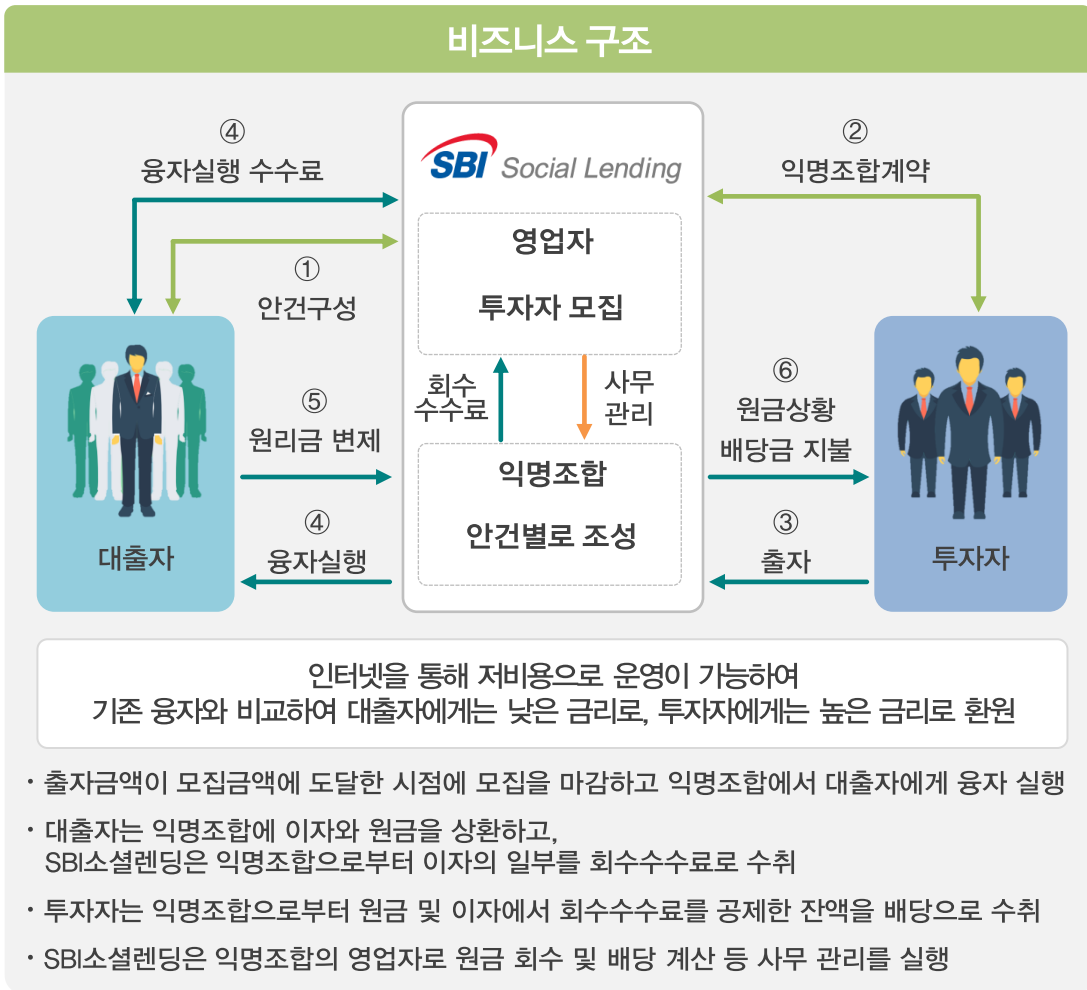 비즈니스 구조
④
융자실행 수수료
①
안건구성
SBI Social Lending
영업자
투자자 모집
②
익명조합계약
회수
수수료
사무
관리
⑤
원리금 변제
⑥
원금상황
배당금 지불
익명조합
안건별로 조성
④
융자실행
③
출자
대출자
투자자
인터넷을 통해 저비용으로 운영이 가능하여
기존 융자와 비교하여 대출자에게는 낮은 금리로, 투자자에게는 높은 금리로 환원
· 출자금액이 모집금액에 도달한 시점에 모집을 마감하고 익명조합에서 대출자에게 융자 실행
· 대출자는 익명조합에 이자와 원금을 상환하고,
SBI소셜렌딩은 익명조합으로부터 이자의 일부를 회수수수료로 수취
· 투자자는 익명조합으로부터 원금 및 이자에서 회수수수료를 공제한 잔액을 배당으로 수취
· SBI소셜렌딩은 익명조합의 영업자로 원금 회수 및 배당 계산 등 사무 관리를 실행